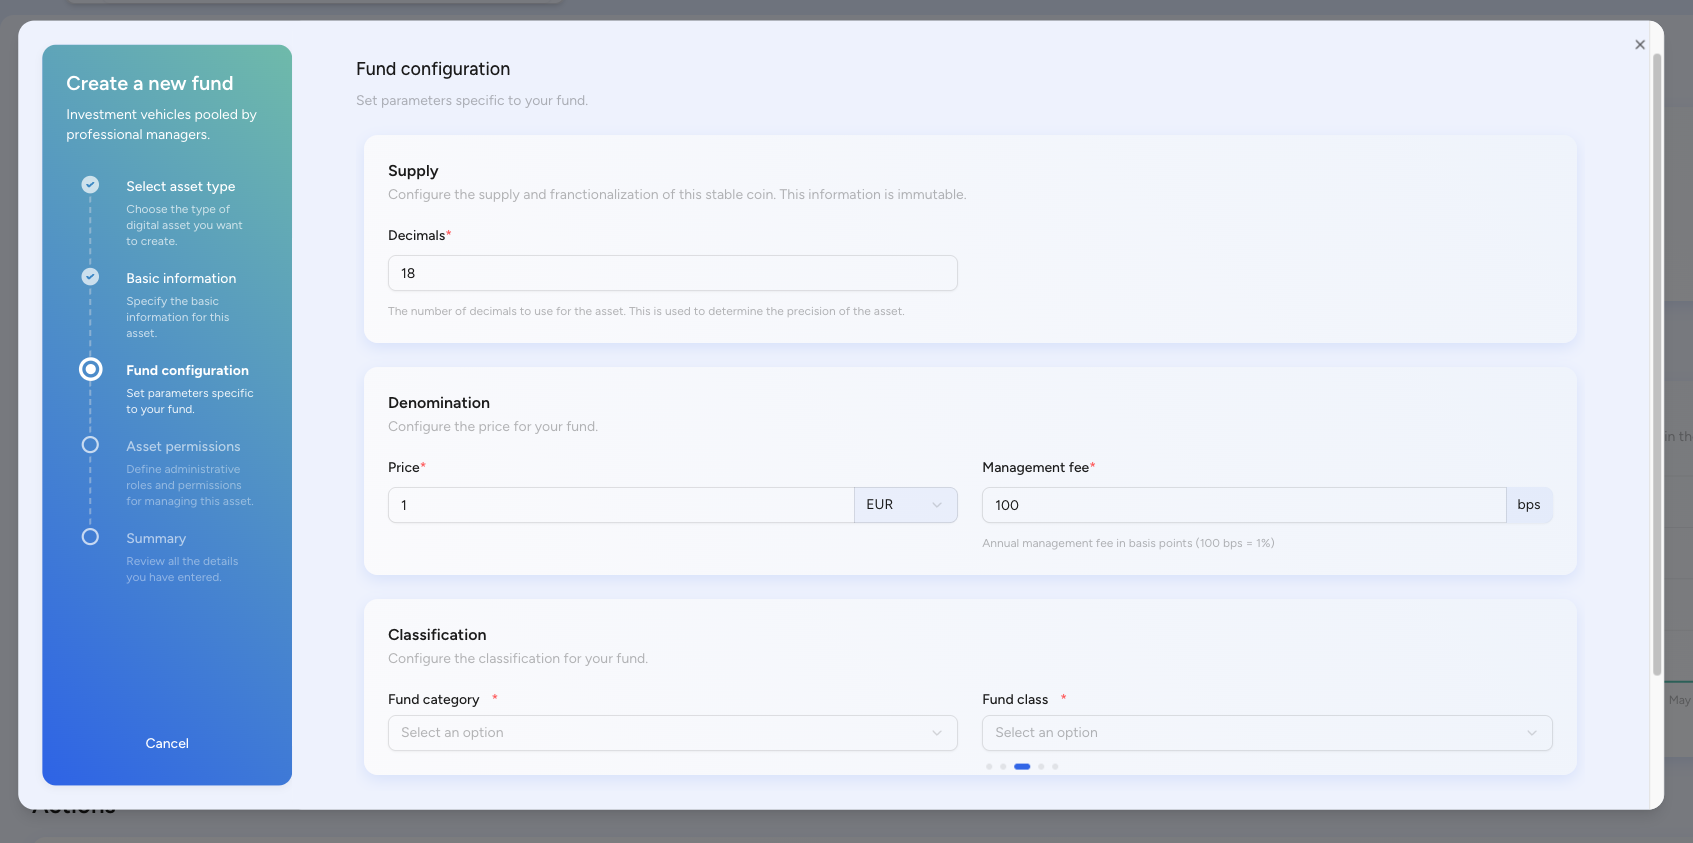 Create a new fund
Investment vehicles pooled by
professional managers.
Select asset type
Choose the type of
digital asset you want
to create.
Basic information
Specify the basic
information for this
asset.
Fund configuration
Set parameters specific
to your fund.
Asset permissions
Define administrative
roles and permissions
for managing this asset.
Summary
Review all the details
you have entered.
Cancel
Fund configuration
Set parameters specific to your fund.
Supply
Configure the supply and franctionalization of this stable coin. This information is immutable.
Decimals*
18
The number of decimals to use for the asset. This is used to determine the precision of the asset.
Denomination
Configure the price for your fund.
Price*
1 EUR
Management fee*
100 bps
Annual management fee in basis points (100 bps = 1%)
Classification
Configure the classification for your fund.
Fund category *
Select an option
Fund class *
Select an option
in th
May